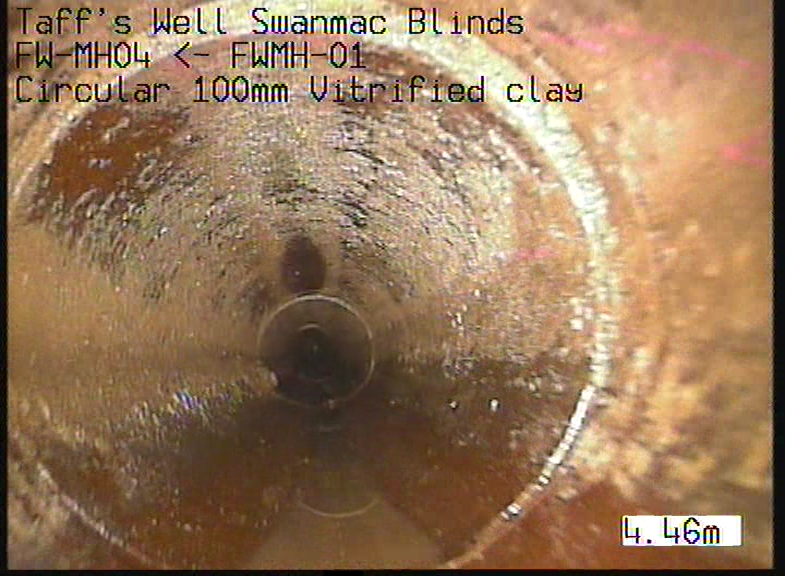 Taff's Well Swanmac Blinds
FW-MH04 <- FWMH-01
Circular 100mm Vitrified clay
4.46m